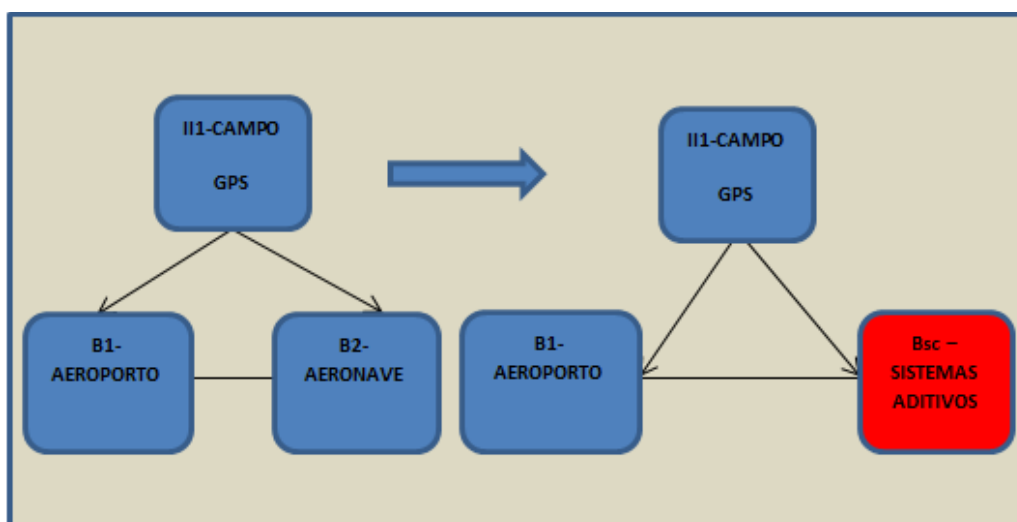 II1-CAMPO
GPS
II1-CAMPO
GPS
B1-
AEROPORTO
B2-
AERONAVE
B1-
AEROPORTO
Bsc –
SISTEMAS
ADITIVOS